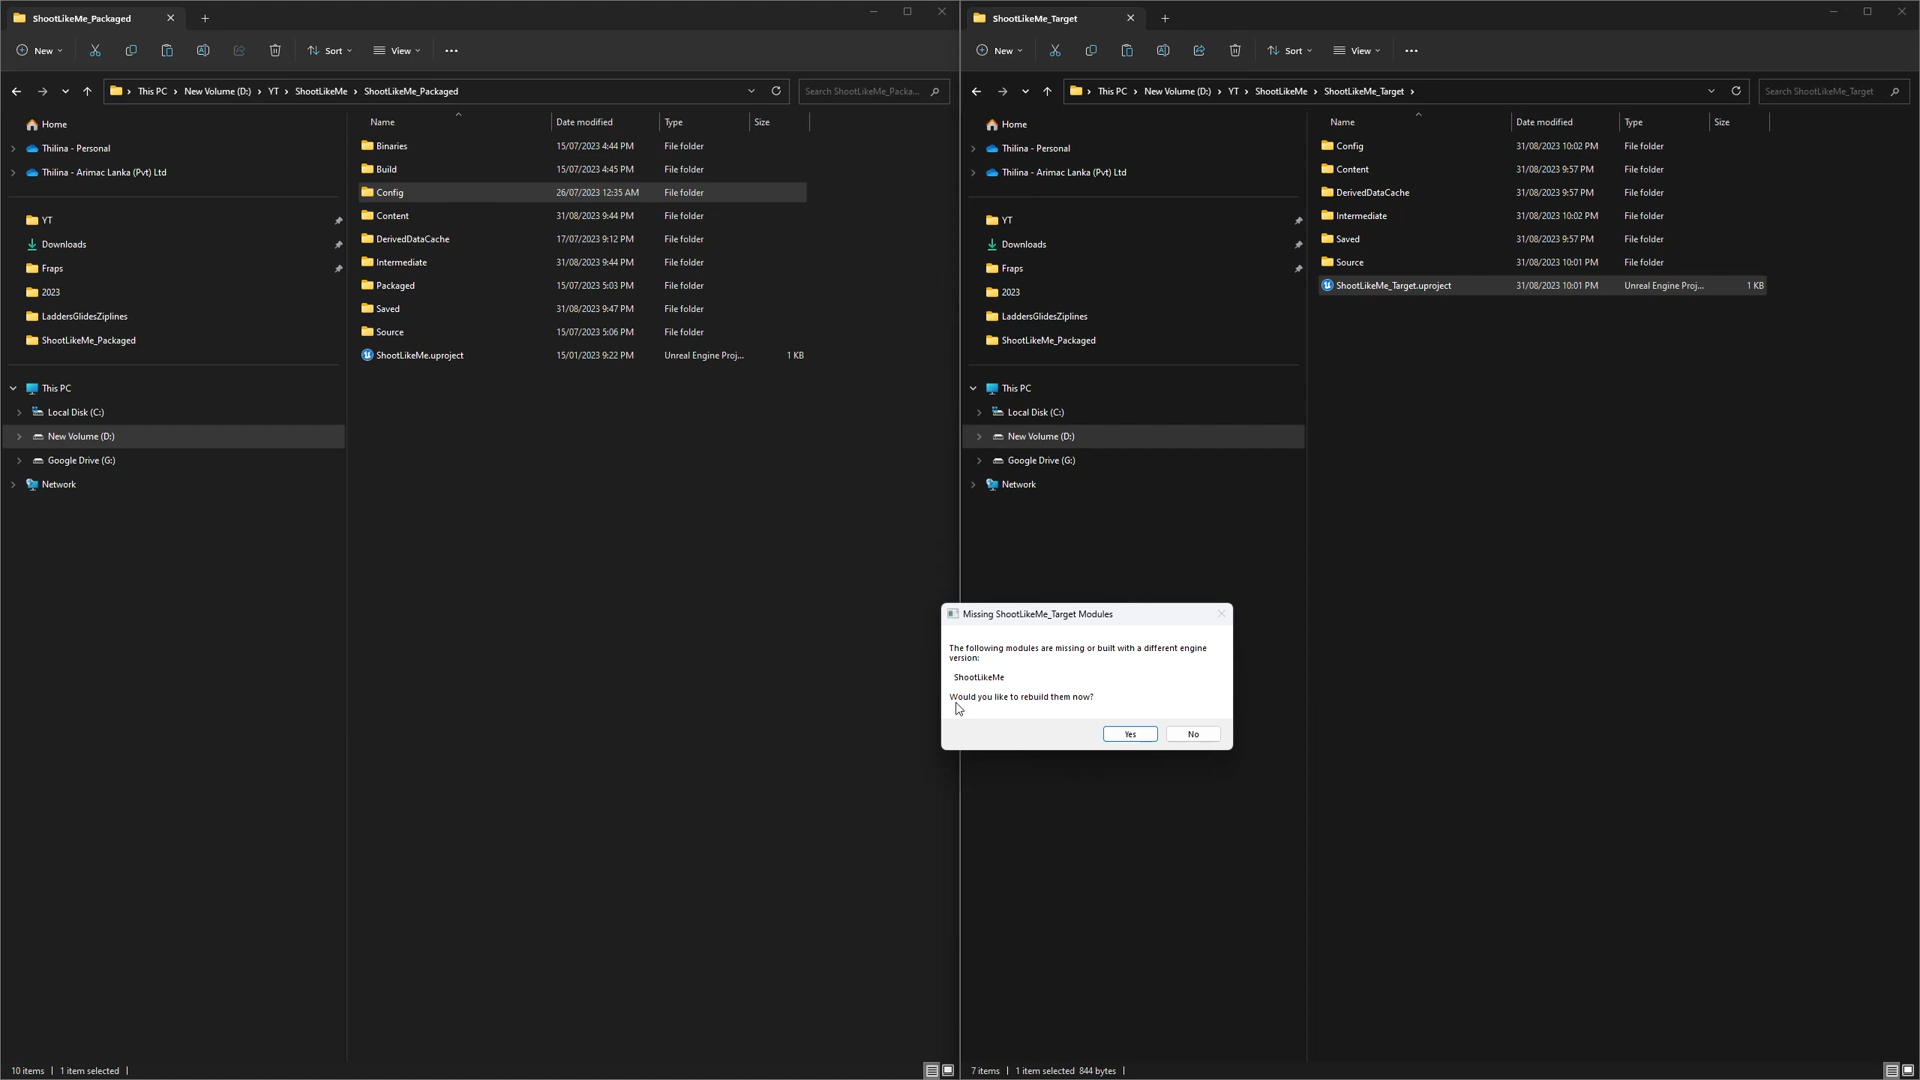 ShootLikeMe_Packaged
New
Sort
View
This PC
New Volume (D:)
YT
ShootLikeMe
ShootLikeMe_Packaged
Search ShootLikeMe_Packa...
Home
Thilina - Personal
Thilina - Arimac Lanka (Pvt) Ltd
YT
Downloads
Fraps
2023
LaddersGlidesZiplines
ShootLikeMe_Packaged
This PC
Local Disk (C:)
New Volume (D:)
Google Drive (G:)
Network
Name Date modified Type Size
Binaries 15/07/2023 4:44 PM File folder
Build 15/07/2023 4:45 PM File folder
Config 26/07/2023 12:35 AM File folder
Content 31/08/2023 9:44 PM File folder
DerivedDataCache 17/07/2023 9:12 PM File folder
Intermediate 31/08/2023 9:44 PM File folder
Packaged 15/07/2023 5:03 PM File folder
Saved 31/08/2023 9:47 PM File folder
Source 15/07/2023 5:06 PM File folder
ShootLikeMe.uproject 15/01/2023 9:22 PM Unreal Engine Proj... 1 KB
10 items 1 item selected
ShootLikeMe_Target
New
Sort
View
This PC
New Volume (D:)
YT
ShootLikeMe
ShootLikeMe_Target
Search ShootLikeMe_Target
Home
Thilina - Personal
Thilina - Arimac Lanka (Pvt) Ltd
YT
Downloads
Fraps
2023
LaddersGlidesZiplines
ShootLikeMe_Packaged
This PC
Local Disk (C:)
New Volume (D:)
Google Drive (G:)
Network
Name Date modified Type Size
Config 31/08/2023 10:02 PM File folder
Content 31/08/2023 9:57 PM File folder
DerivedDataCache 31/08/2023 9:57 PM File folder
Intermediate 31/08/2023 10:02 PM File folder
Saved 31/08/2023 9:57 PM File folder
Source 31/08/2023 10:01 PM File folder
ShootLikeMe_Target.uproject 31/08/2023 10:01 PM Unreal Engine Proj... 1 KB
7 items 1 item selected 844 bytes
Missing ShootLikeMe_Target Modules
The following modules are missing or built with a different engine
version:
ShootLikeMe
Would you like to rebuild them now?
Yes
No